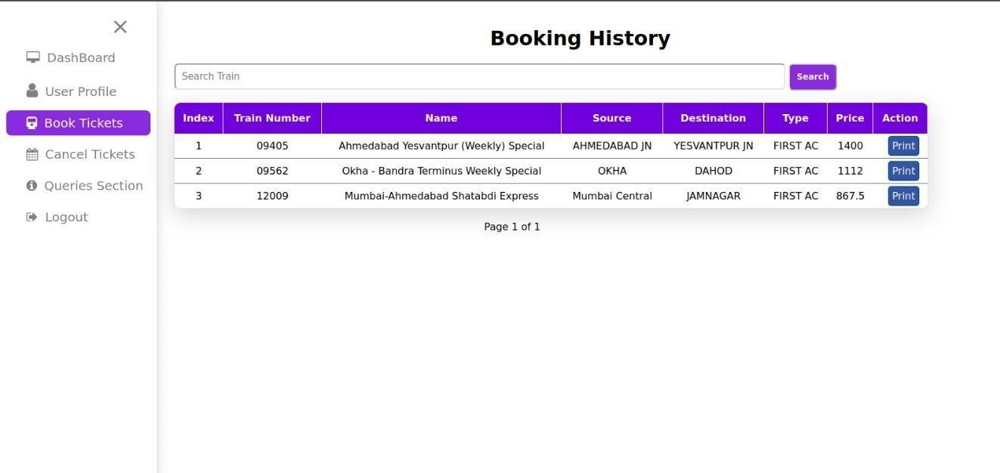 DashBoard
User Profile
Book Tickets
Cancel Tickets
Queries Section
Logout
Booking History
Search Train Search
Index Train Number Name Source Destination Type Price Action
1 09405 Ahmedabad Yesvantpur (Weekly) Special AHMEDABAD JN YESVANTPUR JN FIRST AC 1400 Print
2 09562 Okha - Bandra Terminus Weekly Special OKHA DAHOD FIRST AC 1112 Print
3 12009 Mumbai-Ahmedabad Shatabdi Express Mumbai Central JAMNAGAR FIRST AC 867.5 Print
Page 1 of 1